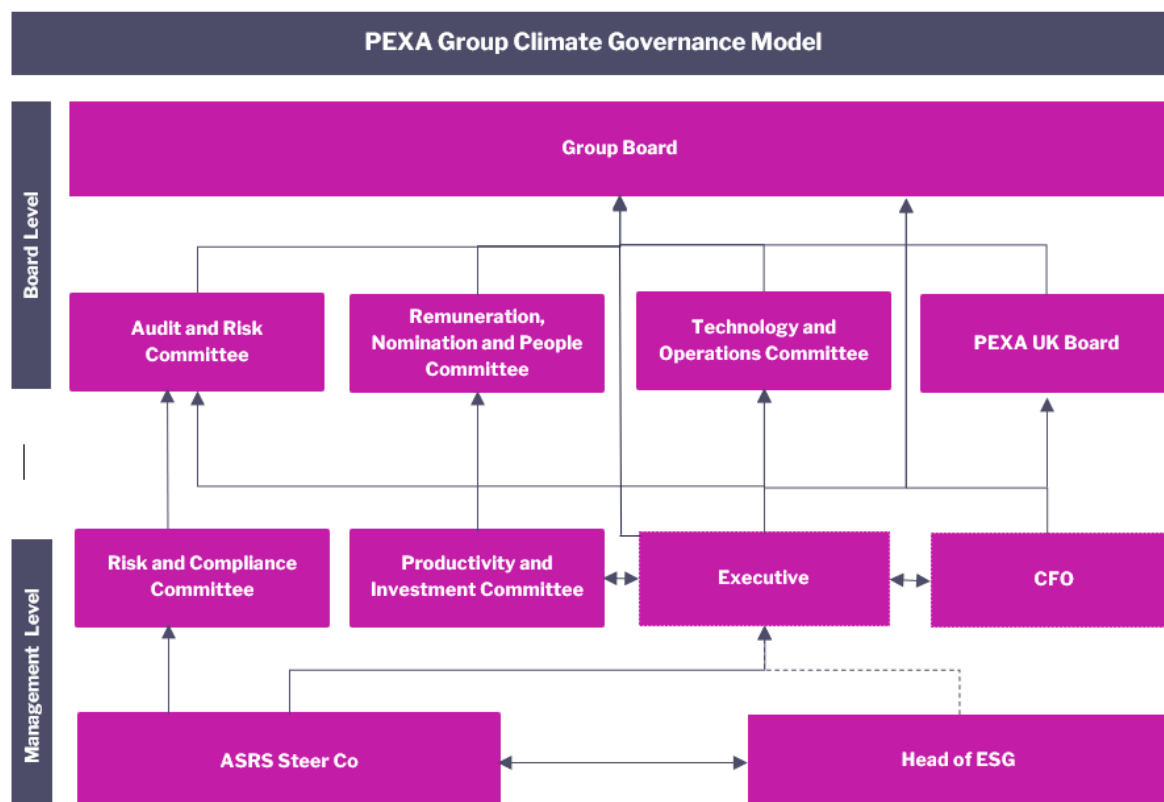 PEXA Group Climate Governance Model
Board Level
Group Board
Audit and Risk
Committee
Remuneration,
Nomination and People
Committee
Technology and
Operations Committee
PEXA UK Board
Management Level
Risk and Compliance
Committee
Productivity and
Investment Committee
Executive
CFO
ASRS Steer Co
Head of ESG